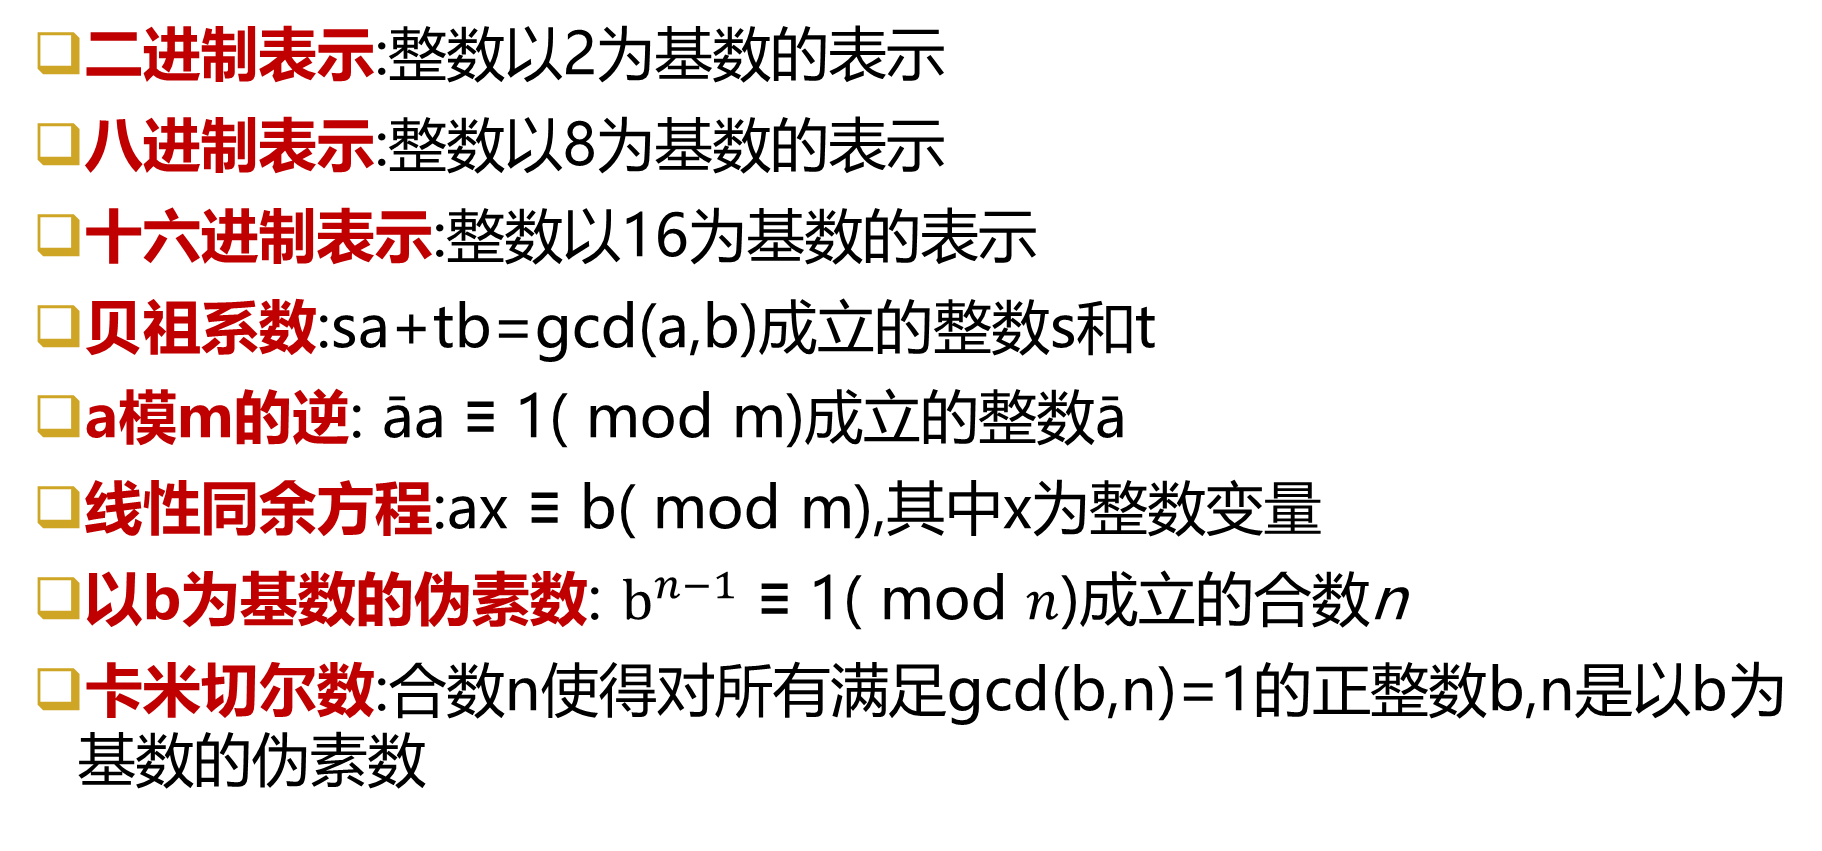 二进制表示:整数以2为基数的表示
八进制表示:整数以8为基数的表示
十六进制表示:整数以16为基数的表示
贝祖系数:sa+tb=gcd(a,b)成立的整数s和t
a模m的逆: āa ≡ 1( mod m)成立的整数ā
线性同余方程:ax ≡ b( mod m),其中x为整数变量
以b为基数的伪素数: bⁿ⁻¹ ≡ 1( mod n)成立的合数n
卡米切尔数:合数n使得对所有满足gcd(b,n)=1的正整数b,n是以b为
基数的伪素数